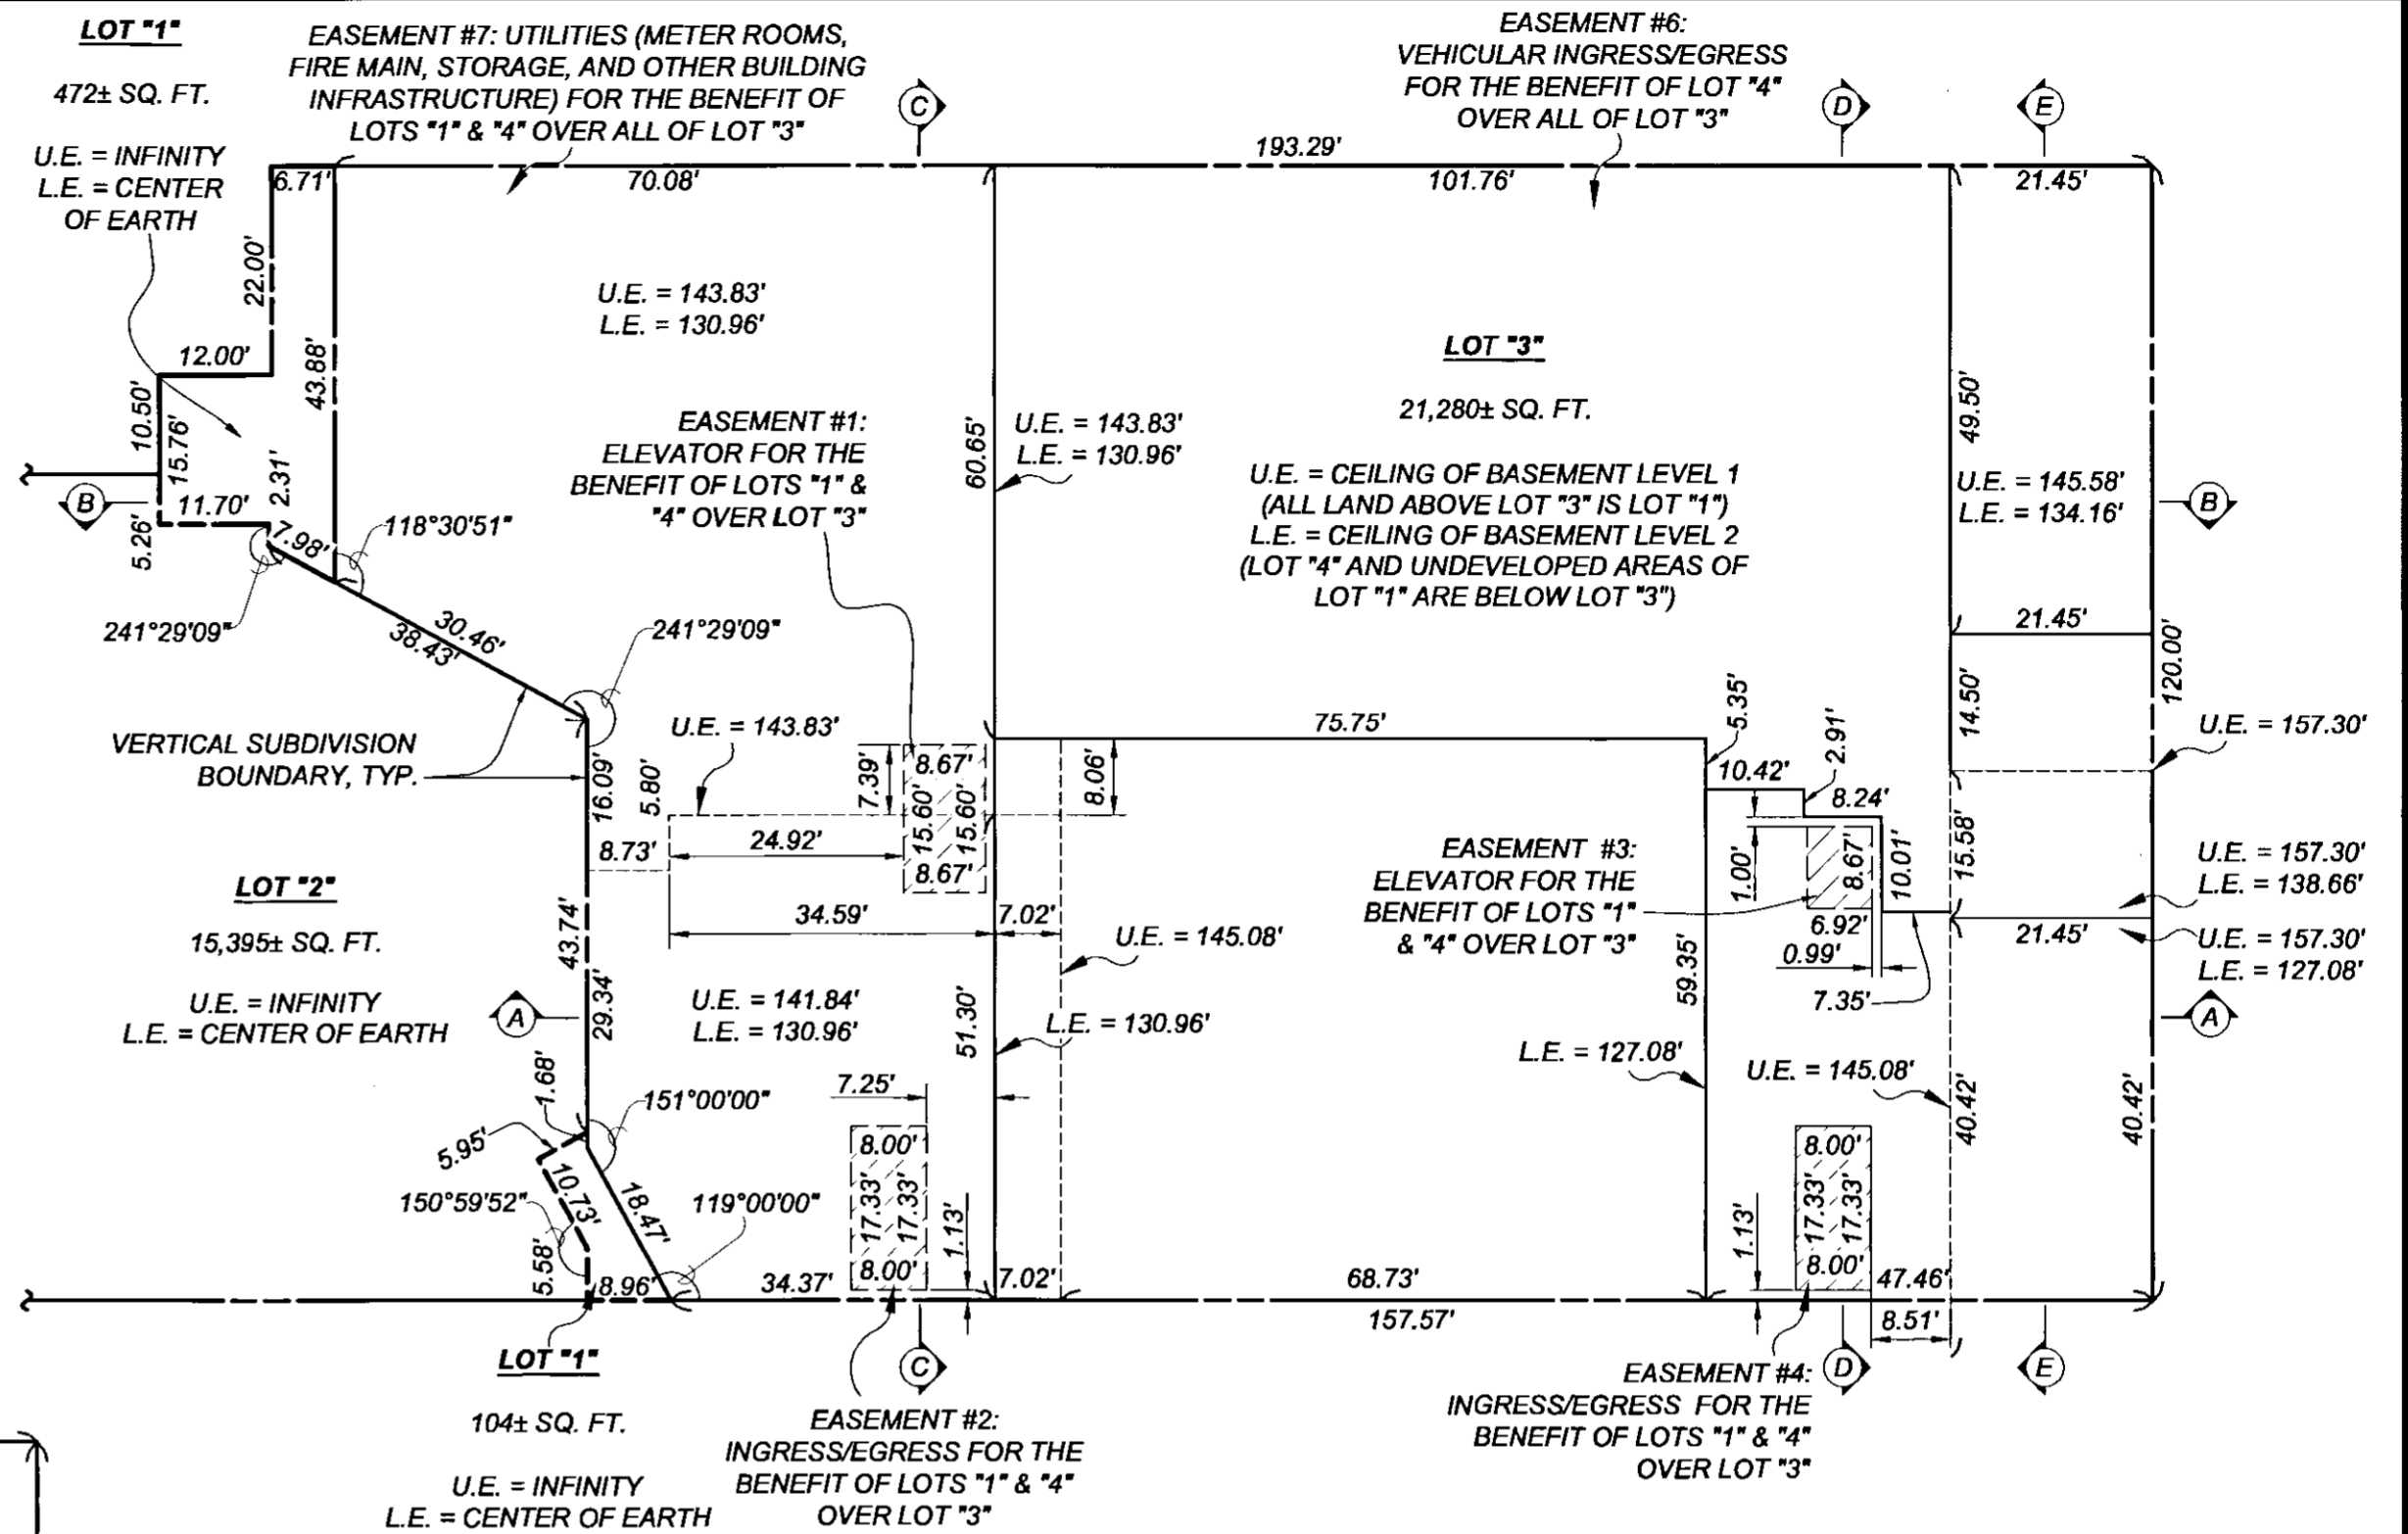 LOT "1"
472± SQ. FT.
U.E. = INFINITY
L.E. = CENTER
OF EARTH
EASEMENT #7: UTILITIES (METER ROOMS,
FIRE MAIN, STORAGE, AND OTHER BUILDING
INFRASTRUCTURE) FOR THE BENEFIT OF
LOTS "1" & "4" OVER ALL OF LOT "3"
C
EASEMENT #6:
VEHICULAR INGRESS/EGRESS
FOR THE BENEFIT OF LOT "4"
OVER ALL OF LOT "3"
D
E
193.29'
6.71'
70.08'
101.76'
21.45'
22.00'
43.88'
12.00'
10.50'
15.76'
2.31'
B
11.70'
5.26'
7.98'
118°30'51"
241°29'09"
30.46'
38.43'
241°29'09"
U.E. = 143.83'
L.E. = 130.96'
EASEMENT #1:
ELEVATOR FOR THE
BENEFIT OF LOTS "1" &
"4" OVER LOT "3"
60.65'
U.E. = 143.83'
L.E. = 130.96'
LOT "3"
21,280± SQ. FT.
U.E. = CEILING OF BASEMENT LEVEL 1
(ALL LAND ABOVE LOT "3" IS LOT "1")
L.E. = CEILING OF BASEMENT LEVEL 2
(LOT "4" AND UNDEVELOPED AREAS OF
LOT "1" ARE BELOW LOT "3")
49.50'
U.E. = 145.58'
L.E. = 134.16'
B
21.45'
120.00'
14.50'
U.E. = 157.30'
VERTICAL SUBDIVISION
BOUNDARY, TYP.
16.09'
5.80'
U.E. = 143.83'
7.39'
8.67'
15.60'
15.60'
8.67'
8.06'
75.75'
5.35'
2.91'
10.42'
8.24'
8.73'
24.92'
34.59'
7.02'
1.00'
8.67'
10.01'
15.58'
6.92'
0.99'
7.35'
EASEMENT #3:
ELEVATOR FOR THE
BENEFIT OF LOTS "1"
& "4" OVER LOT "3"
U.E. = 157.30'
L.E. = 138.66'
21.45'
U.E. = 157.30'
L.E. = 127.08'
LOT "2"
15,395± SQ. FT.
U.E. = INFINITY
L.E. = CENTER OF EARTH
43.74'
A
29.34'
U.E. = 141.84'
L.E. = 130.96'
51.30'
U.E. = 145.08'
L.E. = 130.96'
59.35'
L.E. = 127.08'
U.E. = 145.08'
A
40.42'
40.42'
1.68'
151°00'00"
5.95'
10.73'
150°59'52"
18.47'
119°00'00"
5.58'
8.96'
7.25'
8.00'
17.33'
17.33'
8.00'
1.13'
34.37'
7.02'
68.73'
157.57'
8.00'
17.33'
17.33'
8.00'
1.13'
47.46'
8.51'
LOT "1"
104± SQ. FT.
U.E. = INFINITY
L.E. = CENTER OF EARTH
C
EASEMENT #2:
INGRESS/EGRESS FOR THE
BENEFIT OF LOTS "1" & "4"
OVER LOT "3"
D
E
EASEMENT #4:
INGRESS/EGRESS FOR THE
BENEFIT OF LOTS "1" & "4"
OVER LOT "3"